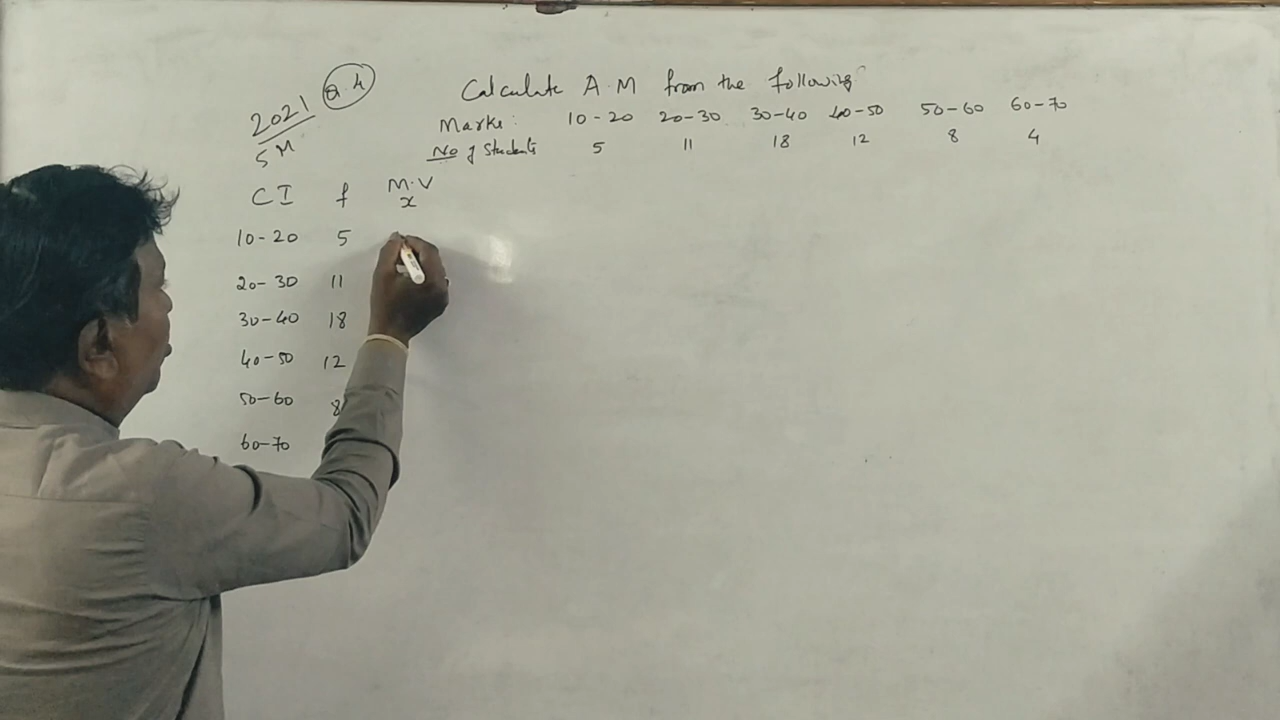 2021 Q.4
5 M
Calculate A.M from the following
Marks: 10-20 20-30 30-40 40-50 50-60 60-70
No of Students 5 11 18 12 8 4
C I f M.V
x
10-20 5
20-30 11
30-40 18
40-50 12
50-60 8
60-70